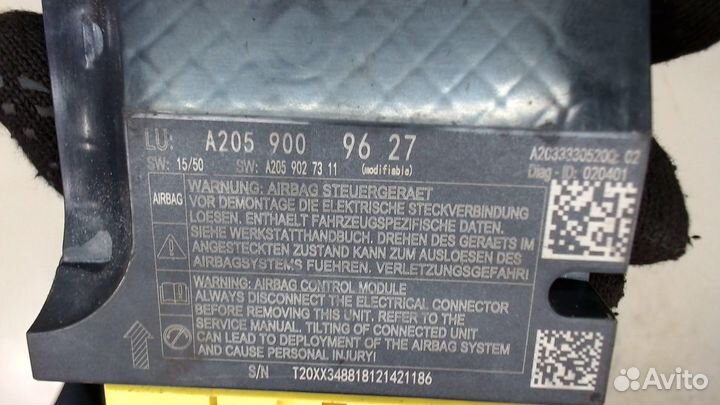 LU: A205 900 96 27
SW: 15/50 SW: A205 902 73 11 (modifiable)
A2033330520Q 02
Diag - ID: 020401
AIRBAG
WARNUNG: AIRBAG STEUERGERAET
VOR DEMONTAGE DIE ELEKTRISCHE STECKVERBINDUNG
LOESEN. ENTHAELT FAHRZEUGSPEZIFISCHE DATEN.
SIEHE WERKSTATTHANDBUCH. DREHEN DES GERAETS IM
ANGESTECKTEN ZUSTAND KANN ZUM AUSLOESEN DES
AIRBAGSYSTEMS FUEHREN. VERLETZUNGSGEFAHR!
WARNING: AIRBAG CONTROL MODULE
ALWAYS DISCONNECT THE ELECTRICAL CONNECTOR
BEFORE REMOVING THIS UNIT. REFER TO THE
SERVICE MANUAL. TILTING OF CONNECTED UNIT
CAN LEAD TO DEPLOYMENT OF THE AIRBAG SYSTEM
AND CAUSE PERSONAL INJURY.
S/N T20XX348818121421186
Avito